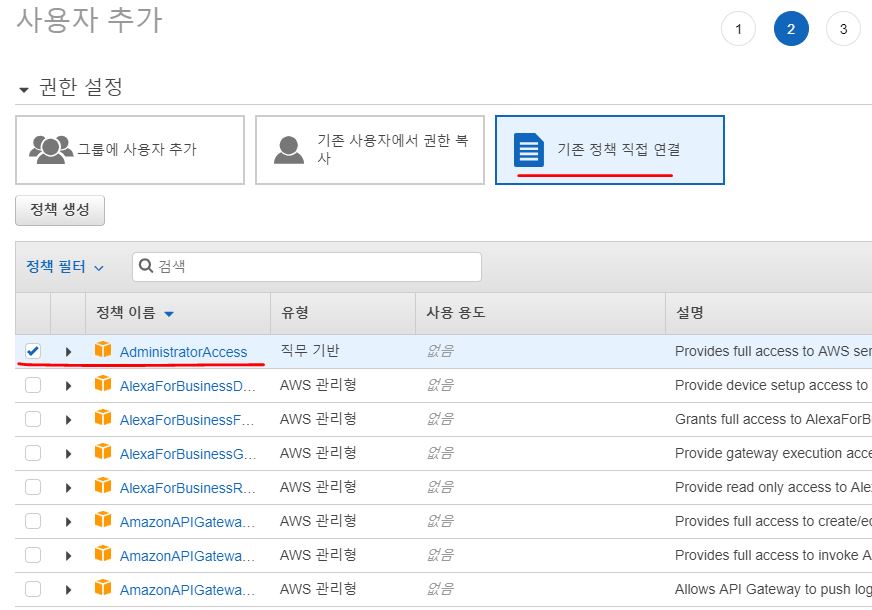 사용자 추가
1 2 3
권한 설정
그룹에 사용자 추가
기존 사용자에서 권한 복
사
기존 정책 직접 연결
정책 생성
정책 필터 검색
정책 이름 유형 사용 용도 설명
AdministratorAccess 직무 기반 없음 Provides full access to AWS ser
AlexaForBusinessD... AWS 관리형 없음 Provide device setup access to
AlexaForBusinessF... AWS 관리형 없음 Grants full access to AlexaForB
AlexaForBusinessG... AWS 관리형 없음 Provide gateway execution acce
AlexaForBusinessR... AWS 관리형 없음 Provide read only access to Ale
AmazonAPIGatewa... AWS 관리형 없음 Provides full access to create/ec
AmazonAPIGatewa... AWS 관리형 없음 Provides full access to invoke A
AmazonAPIGatewa... AWS 관리형 없음 Allows API Gateway to push log